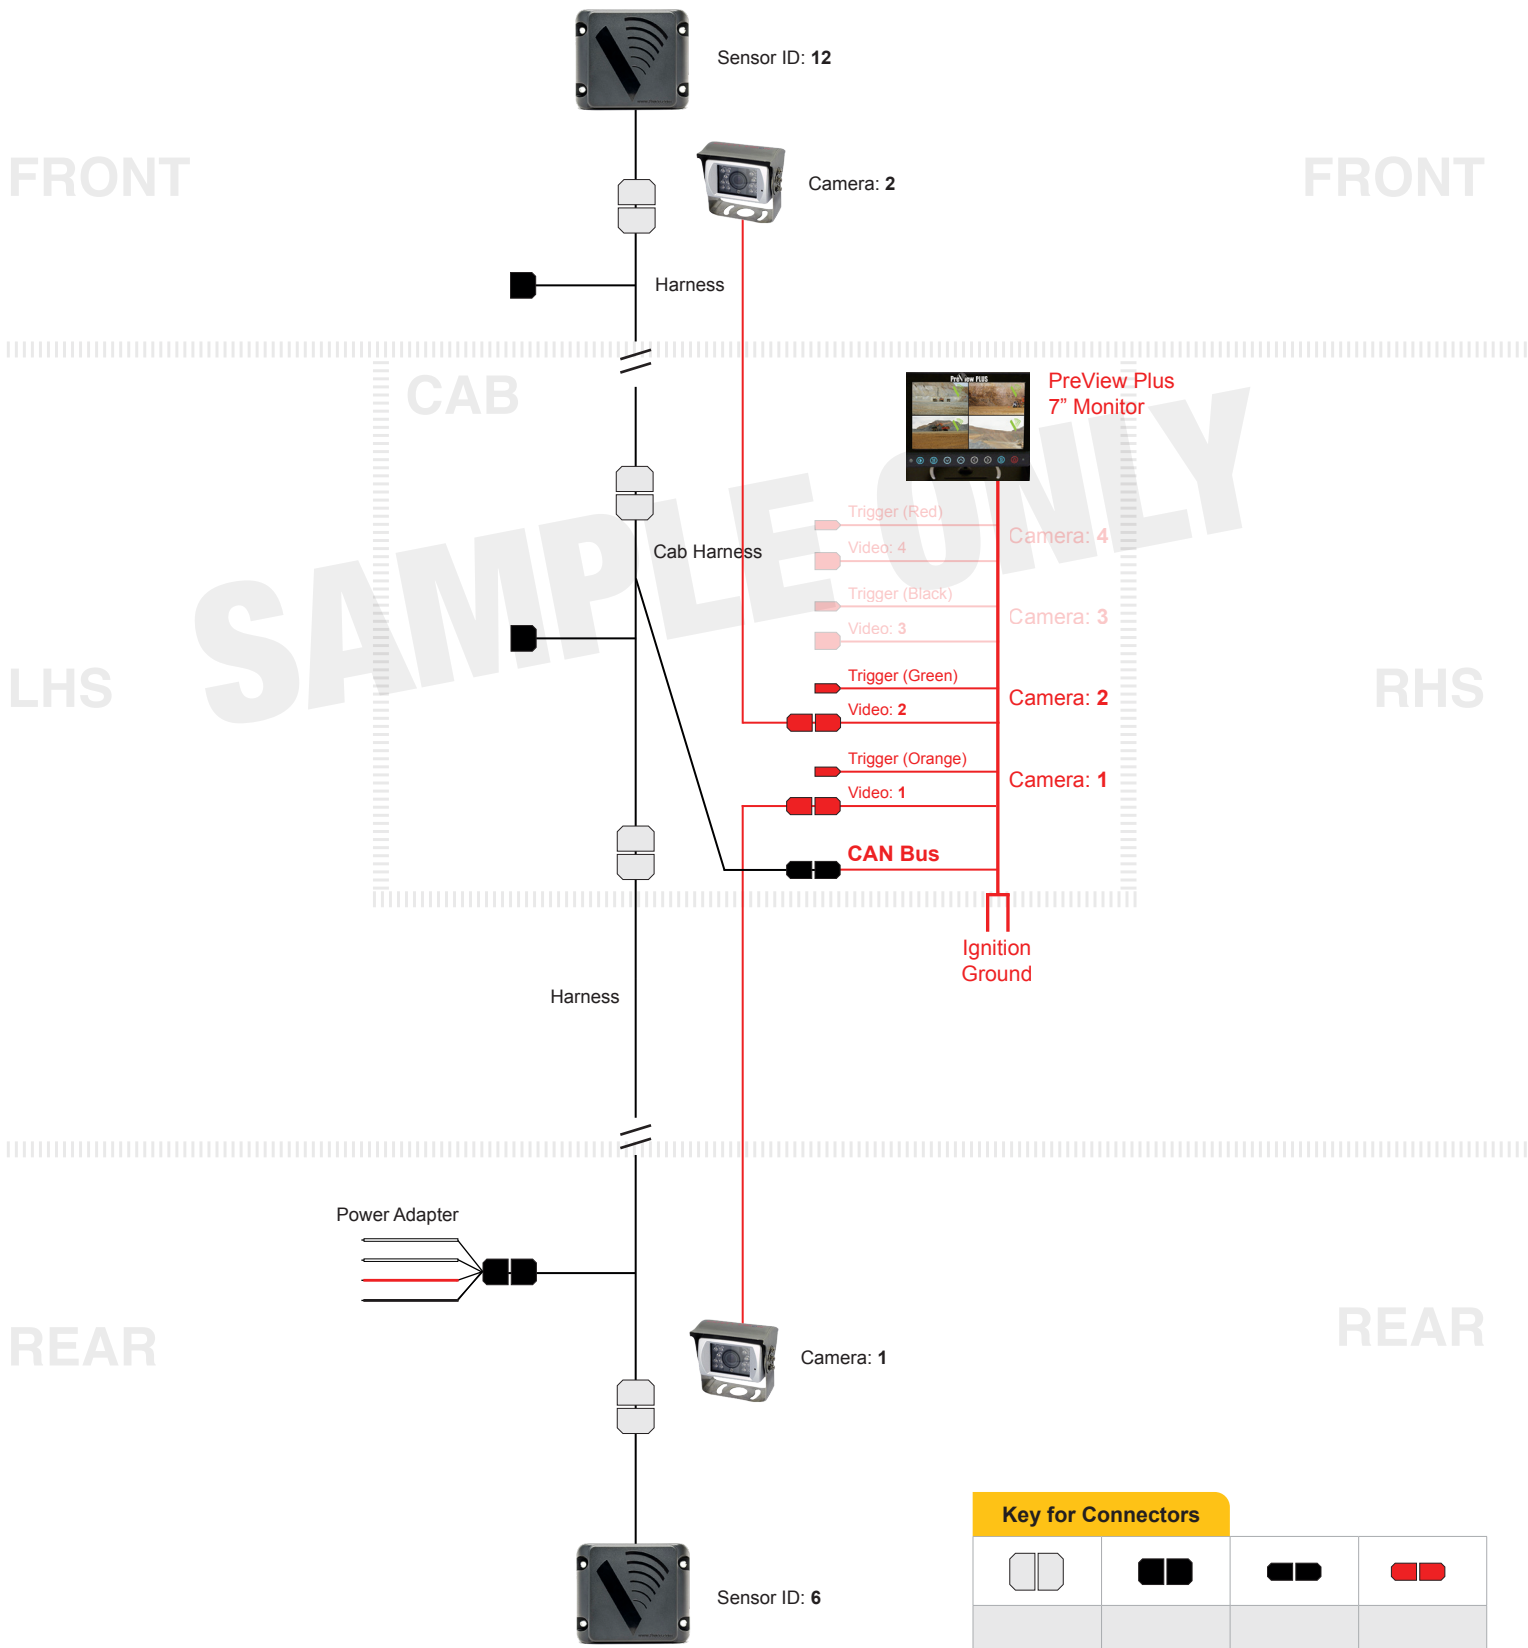 Sensor ID: 12
FRONT
FRONT
Camera: 2
Harness
CAB
PreView PLUS
PreView Plus
7” Monitor
SAMPLE ONLY
Trigger (Red)
Camera: 4
Video: 4
Cab Harness
Trigger (Black)
Camera: 3
Video: 3
LHS
RHS
Trigger (Green)
Camera: 2
Video: 2
Trigger (Orange)
Camera: 1
Video: 1
CAN Bus
Ignition
Ground
Harness
Power Adapter
REAR
REAR
Camera: 1
Key for Connectors
Sensor ID: 6